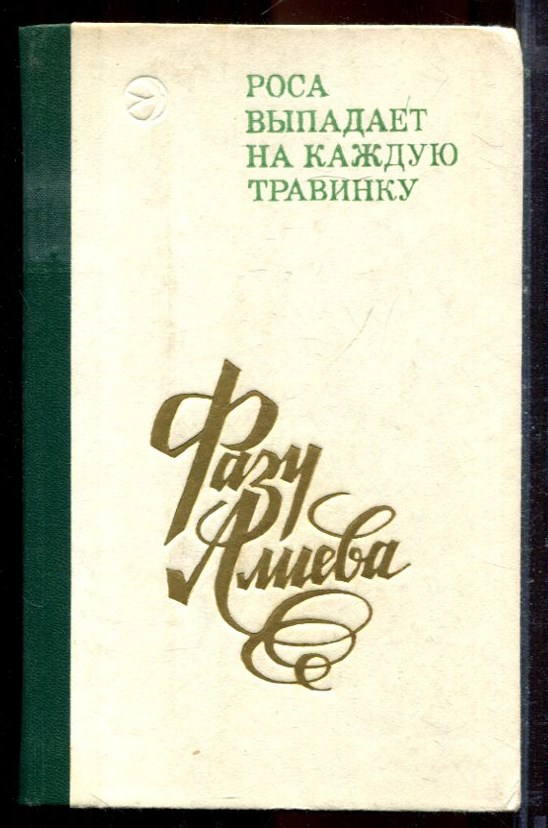 РОСА
ВЫПАДАЕТ
НА КАЖДУЮ
ТРАВИНКУ
Фазу
Алиева